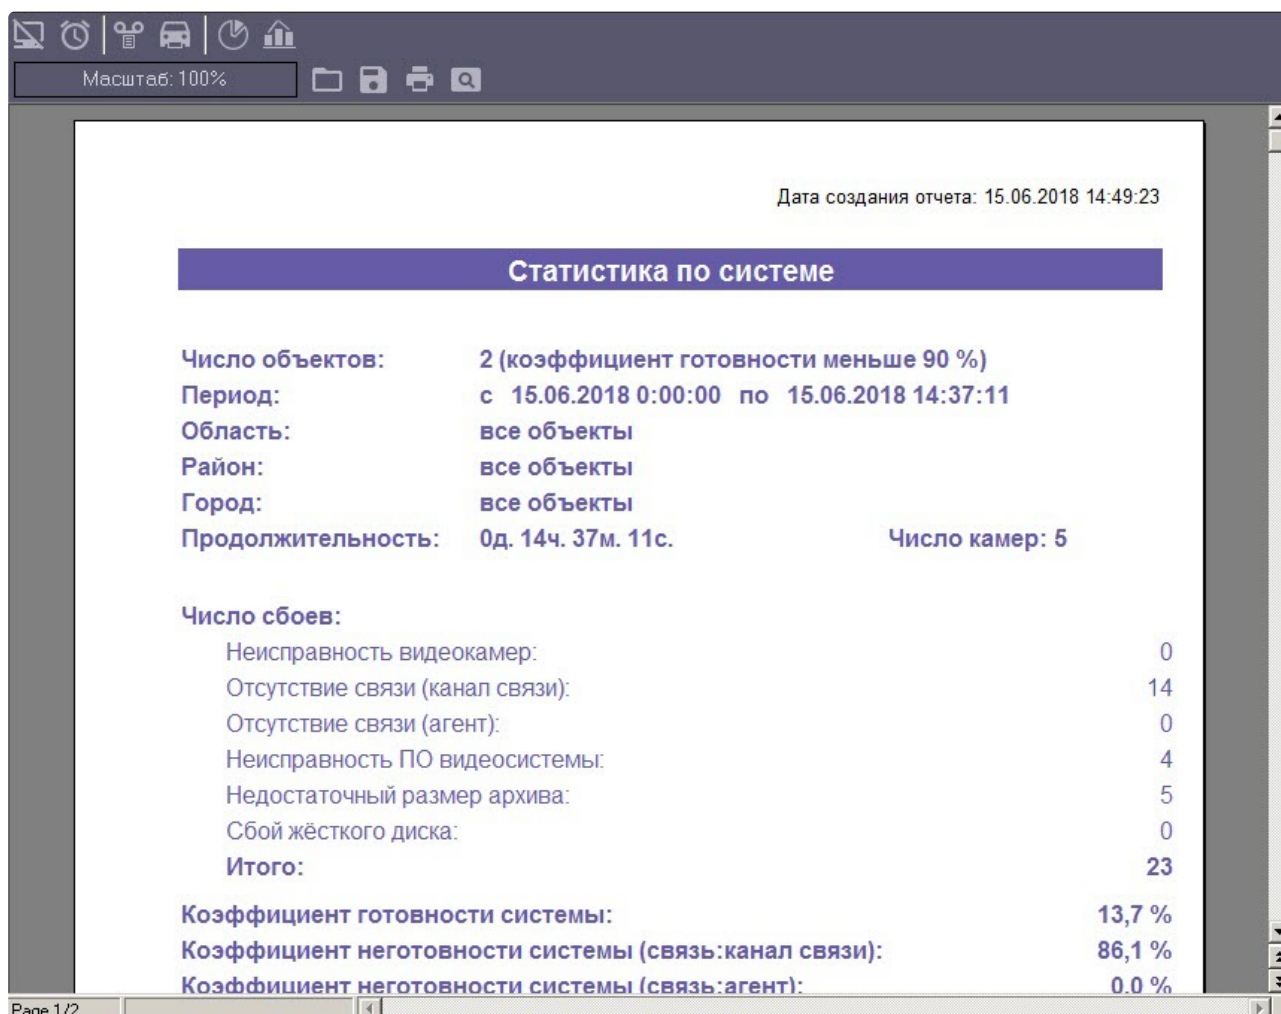 Масштаб: 100%
Дата создания отчета: 15.06.2018 14:49:23
Статистика по системе
Число объектов: 2 (коэффициент готовности меньше 90 %)
Период: с 15.06.2018 0:00:00 по 15.06.2018 14:37:11
Область: все объекты
Район: все объекты
Город: все объекты
Продолжительность: 0д. 14ч. 37м. 11с. Число камер: 5
Число сбоев:
Неисправность видеокамер: 0
Отсутствие связи (канал связи): 14
Отсутствие связи (агент): 0
Неисправность ПО видеосистемы: 4
Недостаточный размер архива: 5
Сбой жёсткого диска: 0
Итого: 23
Коэффициент готовности системы: 13,7 %
Коэффициент неготовности системы (связь:канал связи): 86,1 %
Коэффициент неготовности системы (связь:агент): 0.0 %
Page 1/2